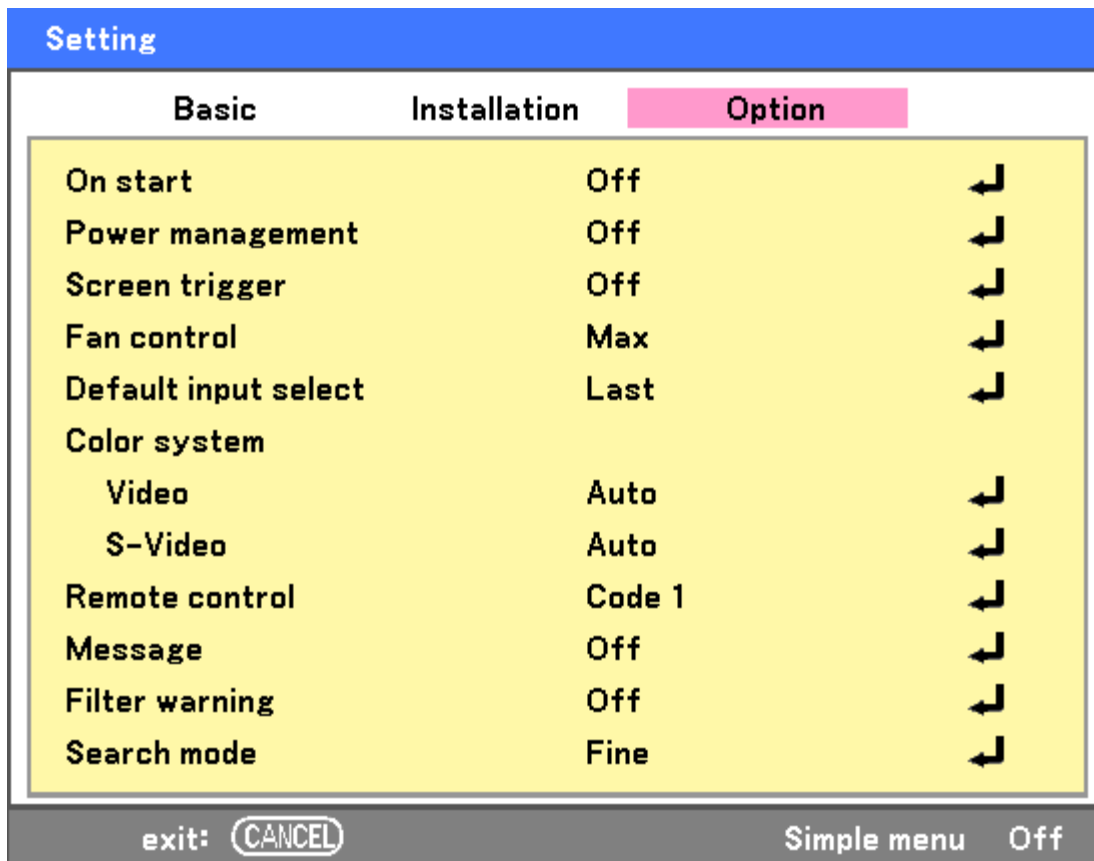 Setting
Basic Installation Option
On start Off
Power management Off
Screen trigger Off
Fan control Max
Default input select Last
Color system
Video Auto
S-Video Auto
Remote control Code 1
Message Off
Filter warning Off
Search mode Fine
exit: CANCEL Simple menu Off